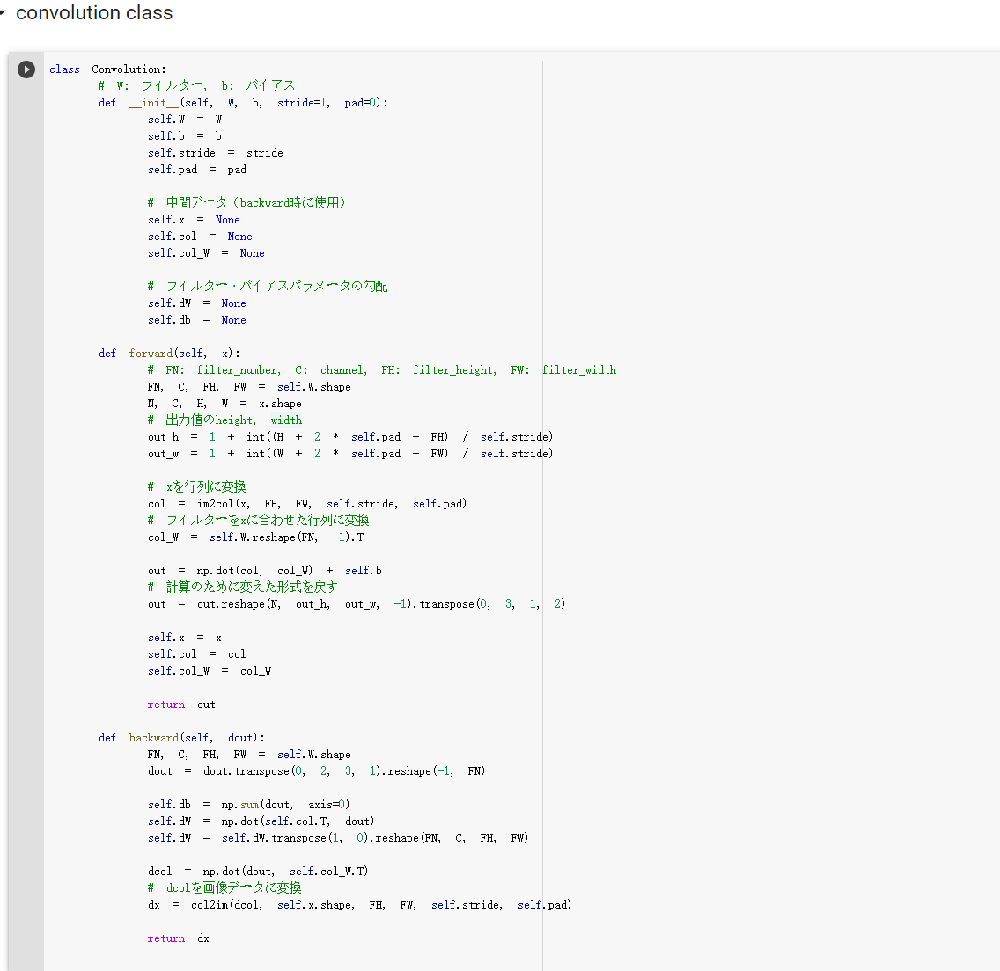 convolution class
class Convolution:
# W: フィルター, b: バイアス
def __init__(self, W, b, stride=1, pad=0):
self.W = W
self.b = b
self.stride = stride
self.pad = pad
# 中間データ（backward時に使用）
self.x = None
self.col = None
self.col_W = None
# フィルター・バイアスパラメータの勾配
self.dW = None
self.db = None
def forward(self, x):
# FN: filter_number, C: channel, FH: filter_height, FW: filter_width
FN, C, FH, FW = self.W.shape
N, C, H, W = x.shape
# 出力値のheight, width
out_h = 1 + int((H + 2 * self.pad - FH) / self.stride)
out_w = 1 + int((W + 2 * self.pad - FW) / self.stride)
# xを行列に変換
col = im2col(x, FH, FW, self.stride, self.pad)
# フィルターをxに合わせた行列に変換
col_W = self.W.reshape(FN, -1).T
out = np.dot(col, col_W) + self.b
# 計算のために変えた形式を戻す
out = out.reshape(N, out_h, out_w, -1).transpose(0, 3, 1, 2)
self.x = x
self.col = col
self.col_W = col_W
return out
def backward(self, dout):
FN, C, FH, FW = self.W.shape
dout = dout.transpose(0, 2, 3, 1).reshape(-1, FN)
self.db = np.sum(dout, axis=0)
self.dW = np.dot(self.col.T, dout)
self.dW = self.dW.transpose(1, 0).reshape(FN, C, FH, FW)
dcol = np.dot(dout, self.col_W.T)
# dcolを画像データに変換
dx = col2im(dcol, self.x.shape, FH, FW, self.stride, self.pad)
return dx